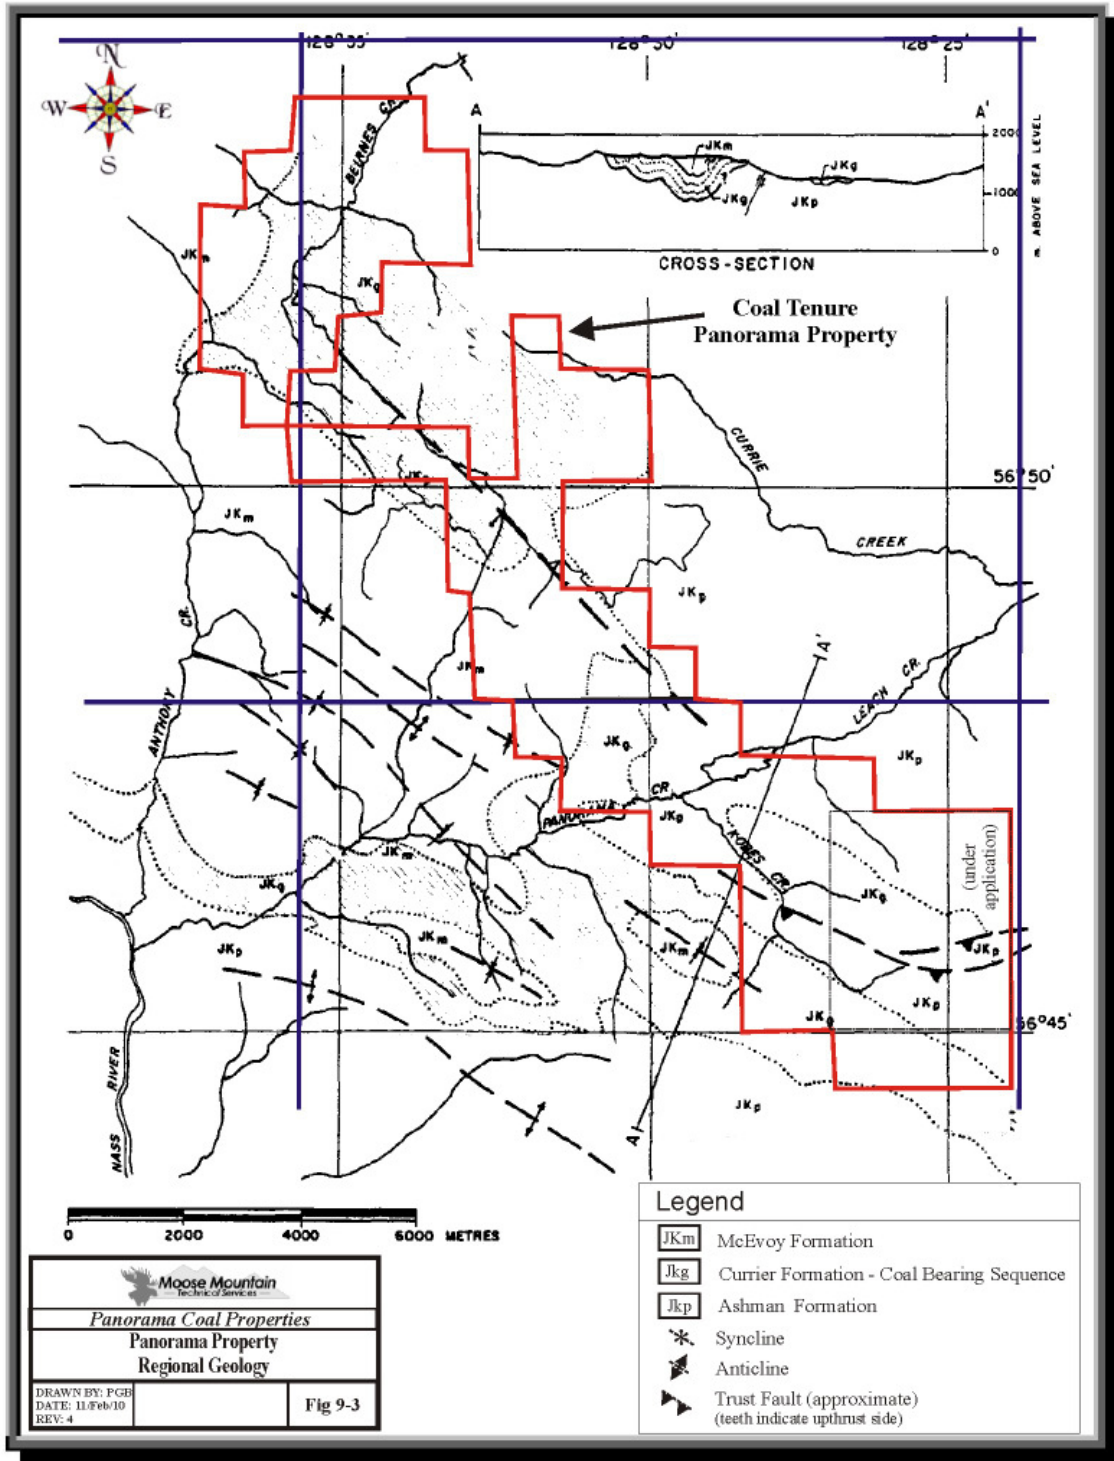 128°35'
128°30'
128°25'
N
W
E
S
BEIRNES
CR.
A
A'
JKm
JKg
JKg
JKp
2000
1000
0
m. ABOVE SEA LEVEL
CROSS-SECTION
JKm
JKg
Coal Tenure
Panorama Property
CURRIE
CREEK
56°50'
JKm
JKp
CR.
ANTHONY
JKm
A'
LEACH CR.
JKg
JKp
PANORAMA
CR.
JKp
KOBES
CR.
(under
application)
JKm
JKg
JKg
JKp
JKm
JKm
JKp
JKp
JKg
56°45'
NASS RIVER
A
JKp
0 2000 4000 6000 METRES
Legend
JKm McEvoy Formation
Jkg Currier Formation - Coal Bearing Sequence
Jkp Ashman Formation
Syncline
Anticline
Trust Fault (approximate)
(teeth indicate upthrust side)
Moose Mountain
Technical Services
Panorama Coal Properties
Panorama Property
Regional Geology
DRAWN BY: PGB
DATE: 11/Feb/10
REV: 4
Fig 9-3